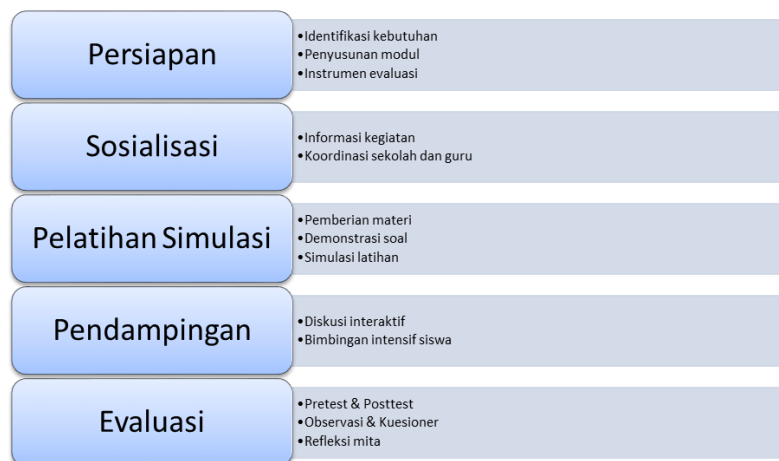 Persiapan
•Identifikasi kebutuhan
•Penyusunan modul
•Instrumen evaluasi
Sosialisasi
•Informasi kegiatan
•Koordinasi sekolah dan guru
Pelatihan Simulasi
•Pemberian materi
•Demonstrasi soal
•Simulasi latihan
Pendampingan
•Diskusi interaktif
•Bimbingan intensif siswa
Evaluasi
•Pretest & Posttest
•Observasi & Kuesioner
•Refleksi mita